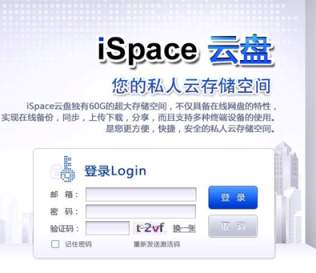 iSpace 云盘
您的私人云存储空间
iSpace云盘独有60G的超大存储空间，不仅具备在线网盘的特性，
实现在线备份，同步，上传下载，分享，而且支持多种终端设备的使用。
是您更方便，快捷，安全的私人云存储空间。
登录Login
邮 箱：
登 录
密 码：
取 消
验证码：
t2vf
换一张
记住密码
重新发送激活码